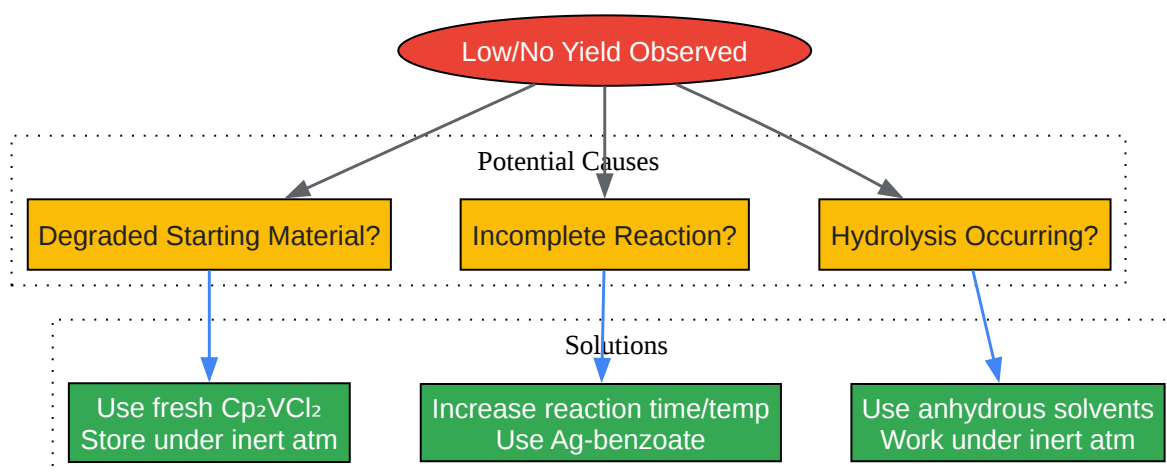 Low/No Yield Observed
Potential Causes
Degraded Starting Material?
Incomplete Reaction?
Hydrolysis Occurring?
Solutions
Use fresh Cp₂VCl₂
Store under inert atm
Increase reaction time/temp
Use Ag-benzoate
Use anhydrous solvents
Work under inert atm